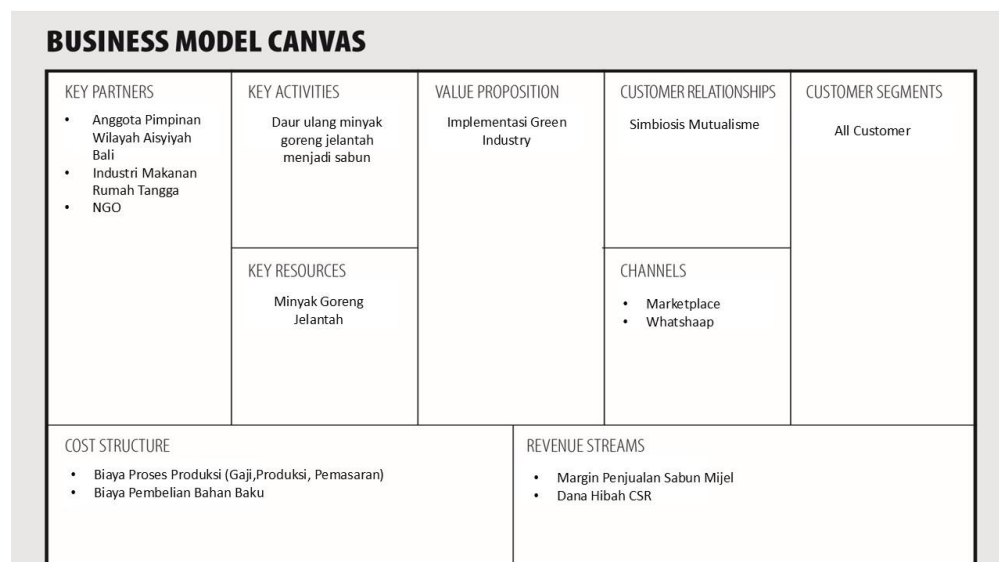 BUSINESS MODEL CANVAS
KEY PARTNERS
• Anggota Pimpinan
Wilayah Aisyiyah
Bali
• Industri Makanan
Rumah Tangga
• NGO
KEY ACTIVITIES
Daur ulang minyak
goreng jelantah
menjadi sabun
KEY RESOURCES
Minyak Goreng
Jelantah
VALUE PROPOSITION
Implementasi Green
Industry
CUSTOMER RELATIONSHIPS
Simbiosis Mutualisme
CHANNELS
• Marketplace
• Whatshaap
CUSTOMER SEGMENTS
All Customer
COST STRUCTURE
• Biaya Proses Produksi (Gaji,Produksi, Pemasaran)
• Biaya Pembelian Bahan Baku
REVENUE STREAMS
• Margin Penjualan Sabun Mijel
• Dana Hibah CSR